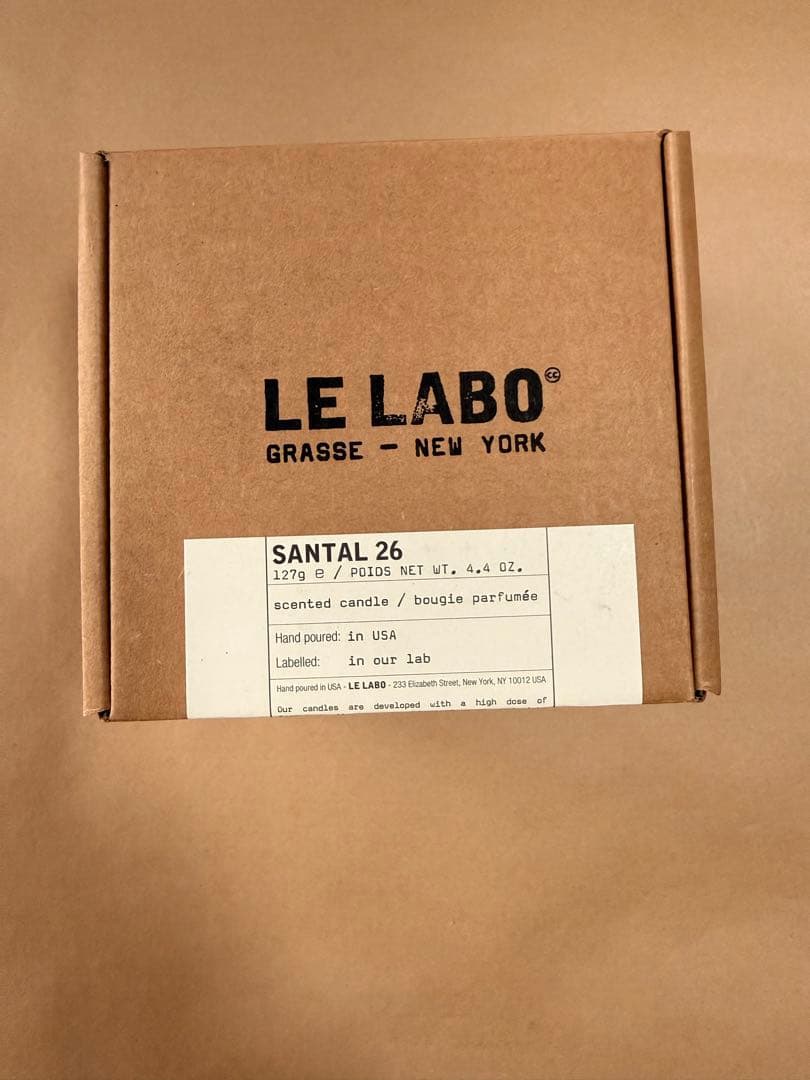 LE LABO
GRASSE — NEW YORK
SANTAL 26
127g ℮ / POIDS NET WT. 4.4 OZ.
scented candle / bougie parfumée
Hand poured: in USA
Labelled: in our lab
Hand poured in USA - LE LABO - 233 Elizabeth Street, New York, NY 10012 USA
Our candles are developed with a high dose of